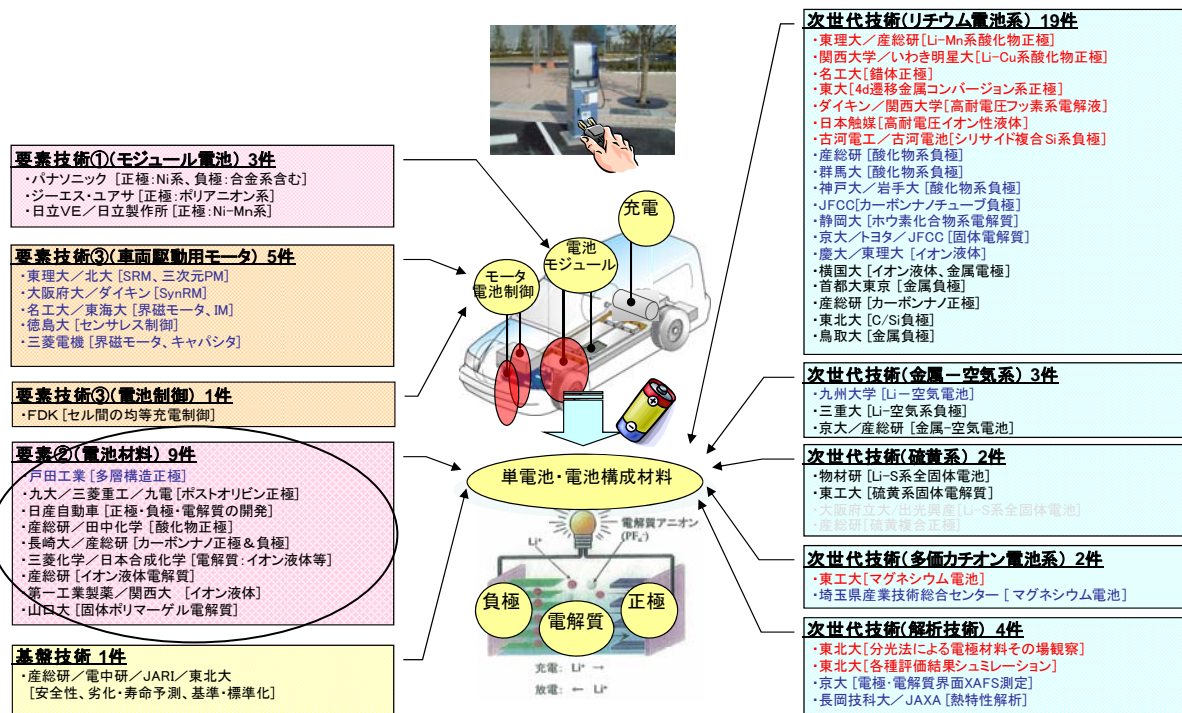 要素技術①(モジュール電池) 3件
・パナソニック [正極:Ni系、負極:合金系含む]
・ジーエス・ユアサ [正極:ポリアニオン系]
・日立VE/日立製作所 [正極:Ni-Mn系]
要素技術③(車両駆動用モータ) 5件
・東理大/北大 [SRM、三次元PM]
・大阪府大/ダイキン [SynRM]
・名工大/東海大 [界磁モータ、IM]
・徳島大 [センサレス制御]
・三菱電機 [界磁モータ、キャパシタ]
要素技術③(電池制御) 1件
・FDK [セル間の均等充電制御]
要素②(電池材料) 9件
・戸田工業 [多層構造正極]
・九大/三菱重工/九電 [ポストオリビン正極]
・日産自動車 [正極・負極・電解質の開発]
・産総研/田中化学 [酸化物正極]
・長崎大/産総研 [カーボンナノ正極&負極]
・三菱化学/日本合成化学 [電解質:イオン液体等]
・産総研 [イオン液体電解質]
・第一工業製薬/関西大 [イオン液体]
・山口大 [固体ポリマーゲル電解質]
基盤技術 1件
・産総研/電中研/JARI/東北大
[安全性、劣化・寿命予測、基準・標準化]
充電
電池
モジュール
モータ
電池制御
単電池・電池構成材料
電解質アニオン
(PF₆⁻)
Li⁺
負極
電解質
正極
充電: Li⁺ →
放電: ← Li⁺
次世代技術(リチウム電池系) 19件
・東理大/産総研[Li-Mn系酸化物正極]
・関西大学/いわき明星大[Li-Cu系酸化物正極]
・名工大[錯体正極]
・東大[4d遷移金属コンバージョン系正極]
・ダイキン/関西大学[高耐電圧フッ素系電解液]
・日本触媒[高耐電圧イオン性液体]
・古河電工/古河電池[シリサイド複合Si系負極]
・産総研 [酸化物系負極]
・群馬大 [酸化物系負極]
・神戸大/岩手大 [酸化物系負極]
・JFCC[カーボンナノチューブ負極]
・静岡大 [ホウ素化合物系電解質]
・京大/トヨタ/JFCC [固体電解質]
・慶大/東理大 [イオン液体]
・横国大 [イオン液体、金属電極]
・首都大東京 [金属負極]
・産総研 [カーボンナノ正極]
・東北大 [C/Si負極]
・鳥取大 [金属負極]
次世代技術(金属-空気系) 3件
・九州大学 [Li-空気電池]
・三重大 [Li-空気系負極]
・京大/産総研 [金属-空気電池]
次世代技術(硫黄系) 2件
・物材研 [Li-S系全固体電池]
・東工大 [硫黄系固体電解質]
・大阪府立大/出光興産[Li-S系全固体電池]
・産総研[硫黄複合正極]
次世代技術(多価カチオン電池系) 2件
・東工大[マグネシウム電池]
・埼玉県産業技術総合センター [ マグネシウム電池]
次世代技術(解析技術) 4件
・東北大[分光法による電極材料その場観察]
・東北大[各種評価結果シュミレーション]
・京大 [電極・電解質界面XAFS測定]
・長岡技科大/JAXA [熱特性解析]